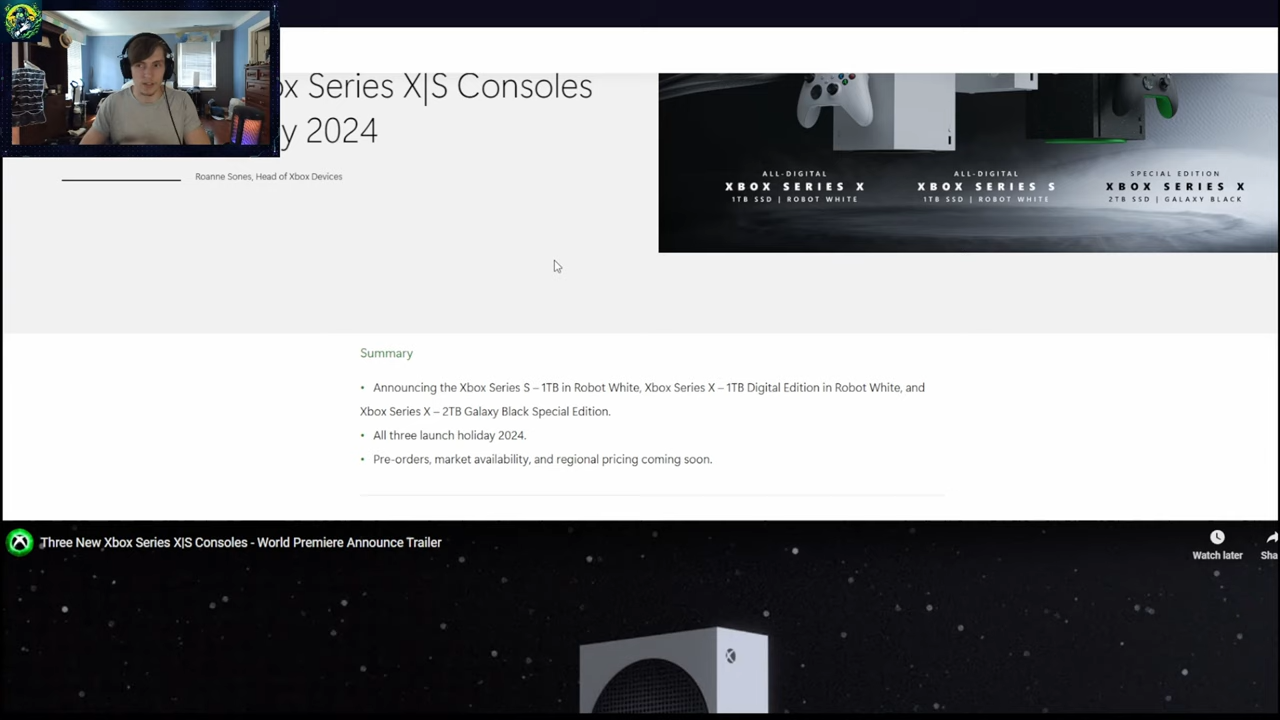 ox Series X|S Consoles
y 2024
Roanne Sones, Head of Xbox Devices
ALL-DIGITAL
XBOX SERIES X
1TB SSD | ROBOT WHITE
ALL-DIGITAL
XBOX SERIES S
1TB SSD | ROBOT WHITE
SPECIAL EDITION
XBOX SERIES X
2TB SSD | GALAXY BLACK
Summary
• Announcing the Xbox Series S – 1TB in Robot White, Xbox Series X – 1TB Digital Edition in Robot White, and
Xbox Series X – 2TB Galaxy Black Special Edition.
• All three launch holiday 2024.
• Pre-orders, market availability, and regional pricing coming soon.
Three New Xbox Series X|S Consoles - World Premiere Announce Trailer
Watch later
Sha